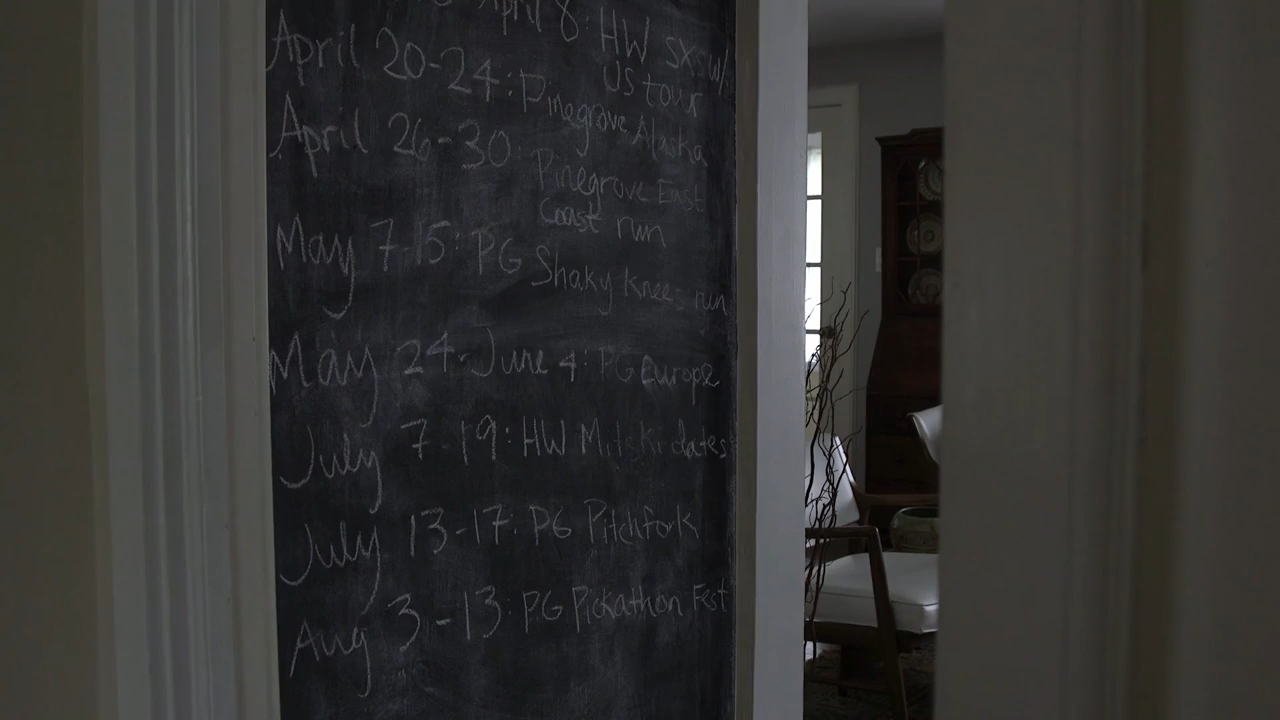 April 8: HW SXSW/
US tour
April 20-24: Pinegrove Alaska
April 26-30: Pinegrove East
Coast run
May 7-15: PG Shaky Knees run
May 24-June 4: PG Europe
July 7-19: HW Mitski dates
July 13-17: PG Pitchfork
Aug 3-13: PG Pickathon Fest